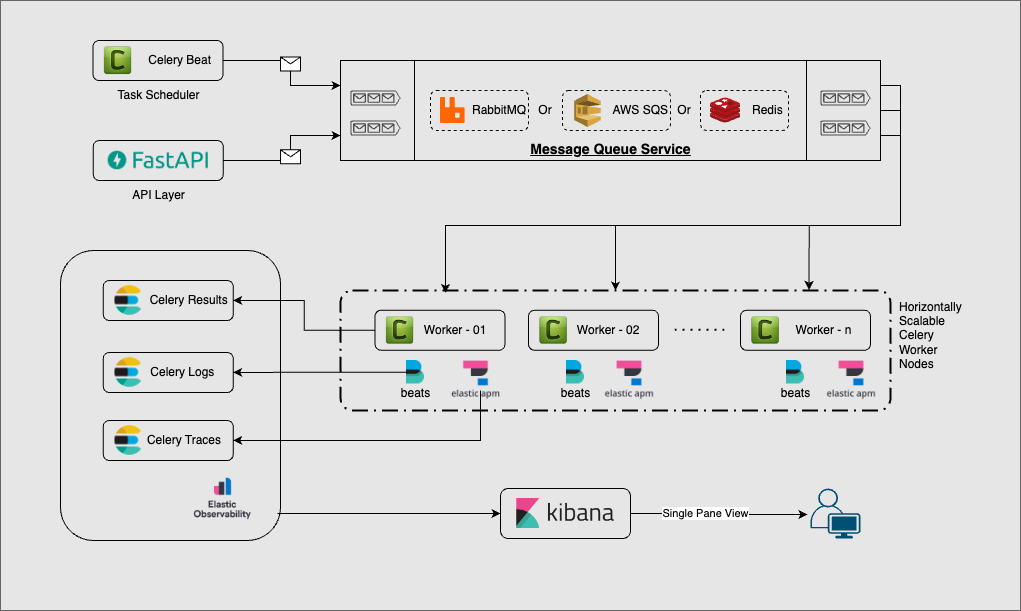 Celery Beat
Task Scheduler
FastAPI
API Layer
RabbitMQ
Or
AWS SQS
Or
Redis
Message Queue Service
Celery Results
Celery Logs
Celery Traces
Elastic
Observability
C
Worker - 01
beats
elastic apm
C
Worker - 02
beats
elastic apm
.......
C
Worker - n
beats
elastic apm
Horizontally
Scalable
Celery
Worker
Nodes
kibana
Single Pane View